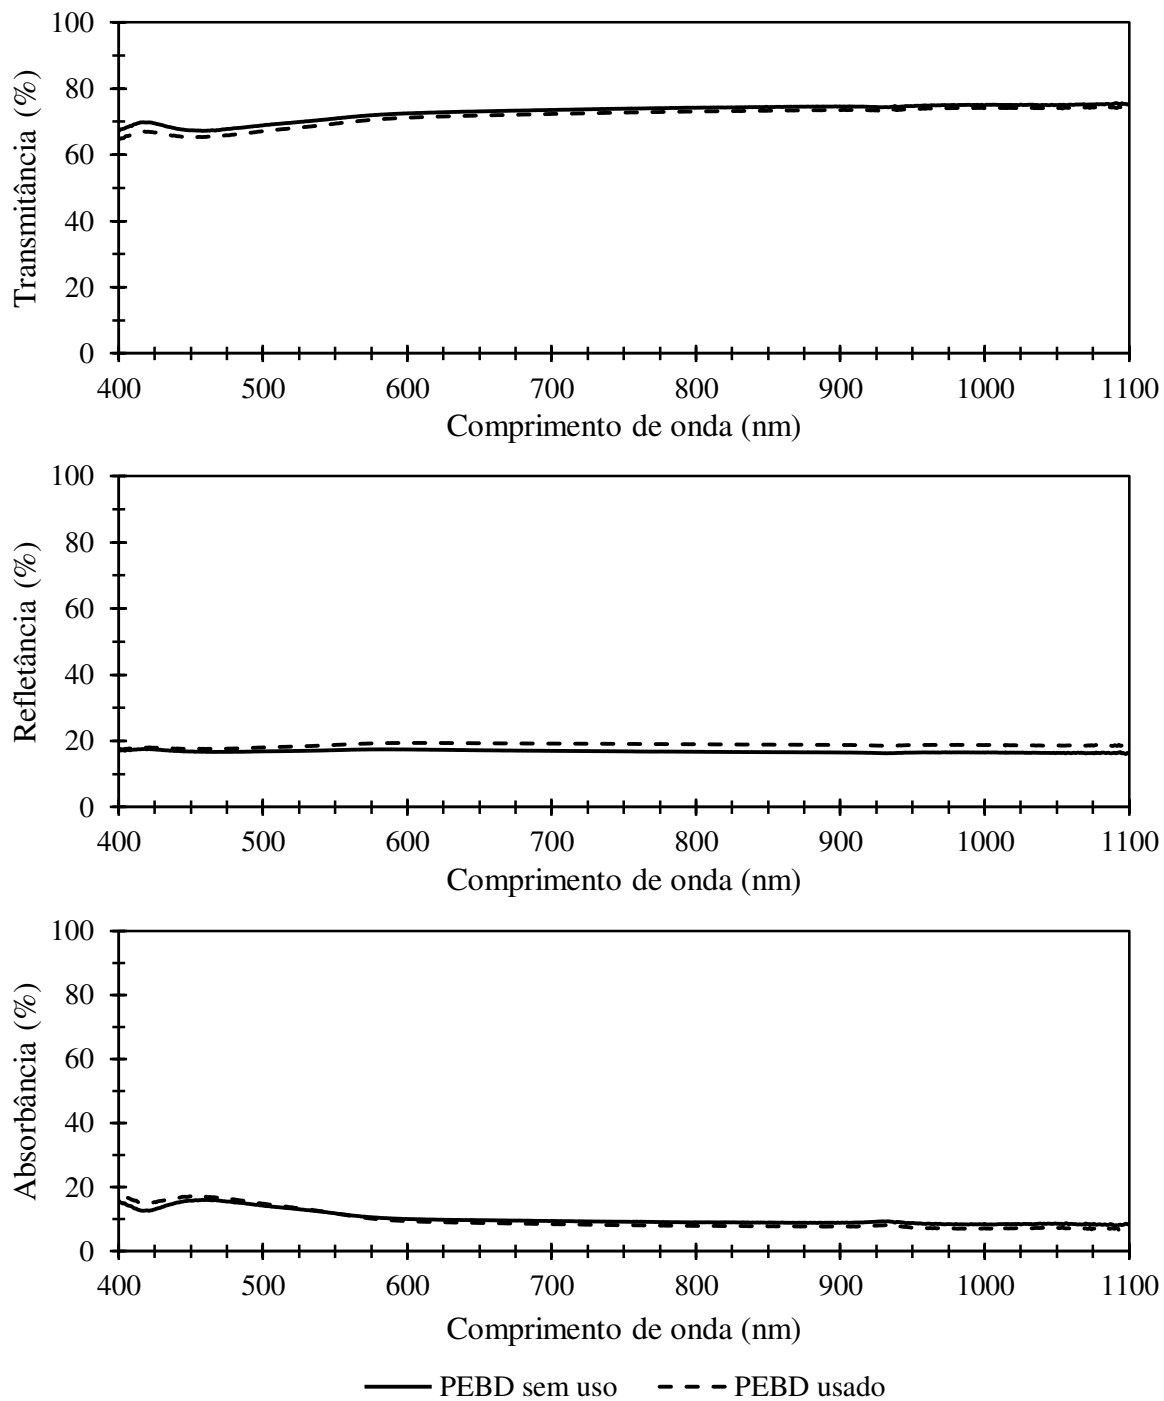 Transmitância (%)
100
80
60
40
20
0
400 500 600 700 800 900 1000 1100
Comprimento de onda (nm)
Refletância (%)
100
80
60
40
20
0
400 500 600 700 800 900 1000 1100
Comprimento de onda (nm)
Absorbância (%)
100
80
60
40
20
0
400 500 600 700 800 900 1000 1100
Comprimento de onda (nm)
PEBD sem uso PEBD usado